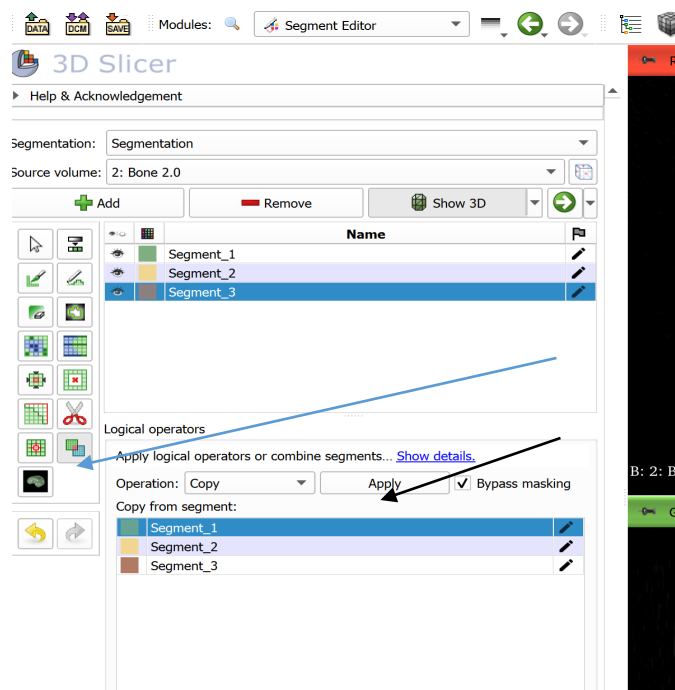 DATA DCM SAVE Modules: Segment Editor
3D Slicer
Help & Acknowledgement
Segmentation: Segmentation
Source volume: 2: Bone 2.0
Add Remove Show 3D
Name
Segment_1
Segment_2
Segment_3
Logical operators
Apply logical operators or combine segments... Show details.
B: 2: B
Operation: Copy Apply Bypass masking
Copy from segment:
Segment_1
Segment_2
Segment_3